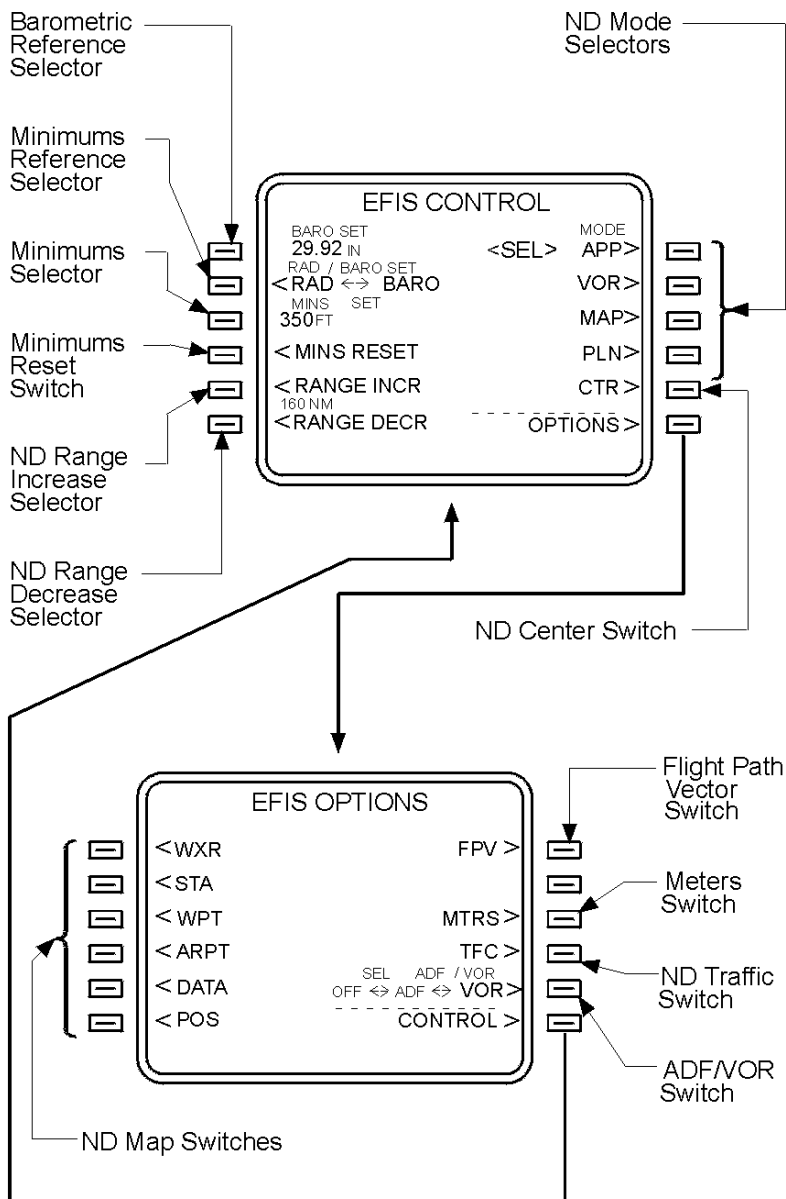 Barometric
Reference
Selector
ND Mode
Selectors
Minimums
Reference
Selector
Minimums
Selector
Minimums
Reset
Switch
ND Range
Increase
Selector
ND Range
Decrease
Selector
EFIS CONTROL
BARO SET
29.92 IN
<SEL>
MODE
APP>
RAD / BARO SET
<RAD <-> BARO
VOR>
MINS SET
350FT
MAP>
<MINS RESET
PLN>
<RANGE INCR
CTR>
160 NM
<RANGE DECR
OPTIONS>
ND Center Switch
EFIS OPTIONS
<WXR
FPV >
<STA
<WPT
MTRS>
<ARPT
TFC>
<DATA
SEL ADF / VOR
OFF <-> ADF <-> VOR>
<POS
CONTROL >
Flight Path
Vector
Switch
Meters
Switch
ND Traffic
Switch
ADF/VOR
Switch
ND Map Switches